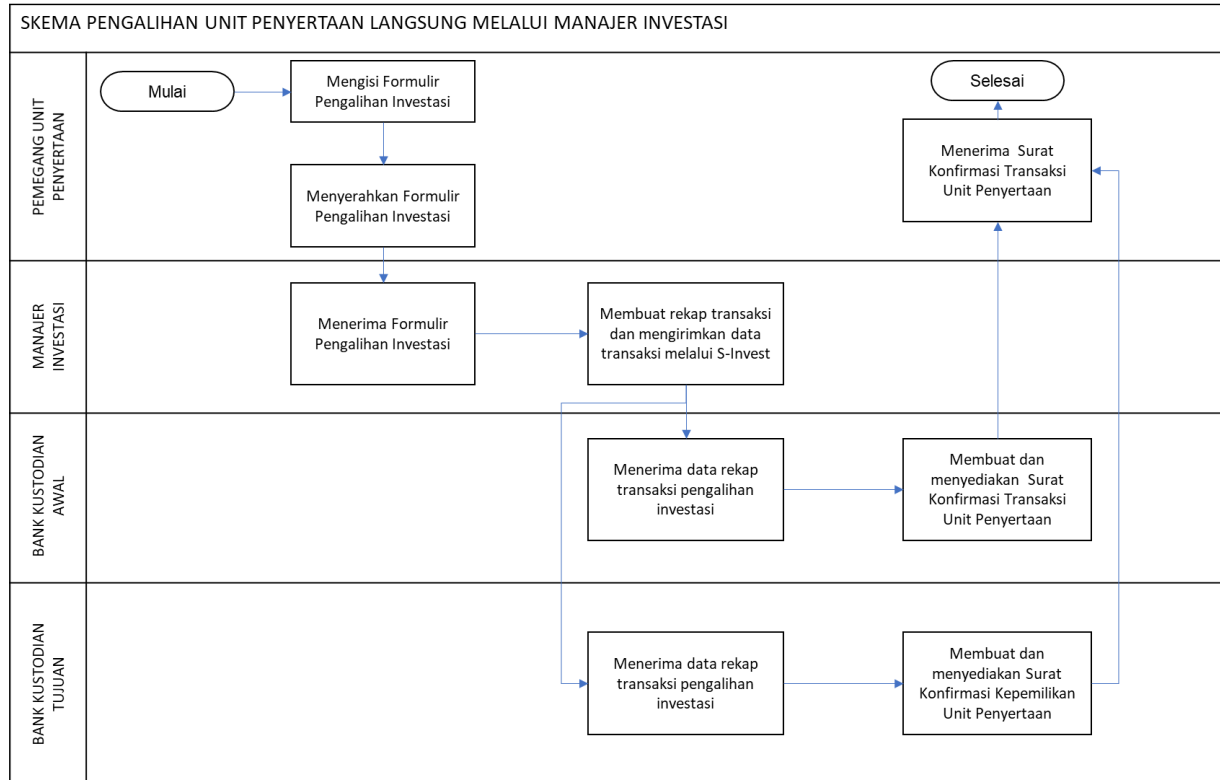 SKEMA PENGALIHAN UNIT PENYERTAAN LANGSUNG MELALUI MANAJER INVESTASI
PEMEGANG UNIT
PENYERTAAN
Mulai
Mengisi Formulir
Pengalihan Investasi
Selesai
Menyerahkan Formulir
Pengalihan Investasi
Menerima Surat
Konfirmasi Transaksi
Unit Penyertaan
MANAJER
INVESTASI
Menerima Formulir
Pengalihan Investasi
Membuat rekap transaksi
dan mengirimkan data
transaksi melalui S-Invest
BANK KUSTODIAN
AWAL
Menerima data rekap
transaksi pengalihan
investasi
Membuat dan
menyediakan Surat
Konfirmasi Transaksi
Unit Penyertaan
BANK KUSTODIAN
TUJUAN
Menerima data rekap
transaksi pengalihan
investasi
Membuat dan
menyediakan Surat
Konfirmasi Kepemilikan
Unit Penyertaan